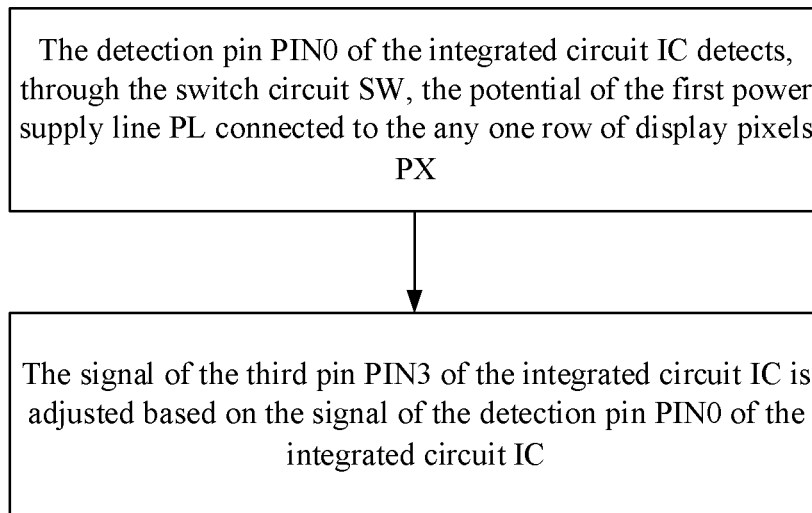 The detection pin PIN0 of the integrated circuit IC detects,
through the switch circuit SW, the potential of the first power
supply line PL connected to the any one row of display pixels
PX
The signal of the third pin PIN3 of the integrated circuit IC is
adjusted based on the signal of the detection pin PIN0 of the
integrated circuit IC